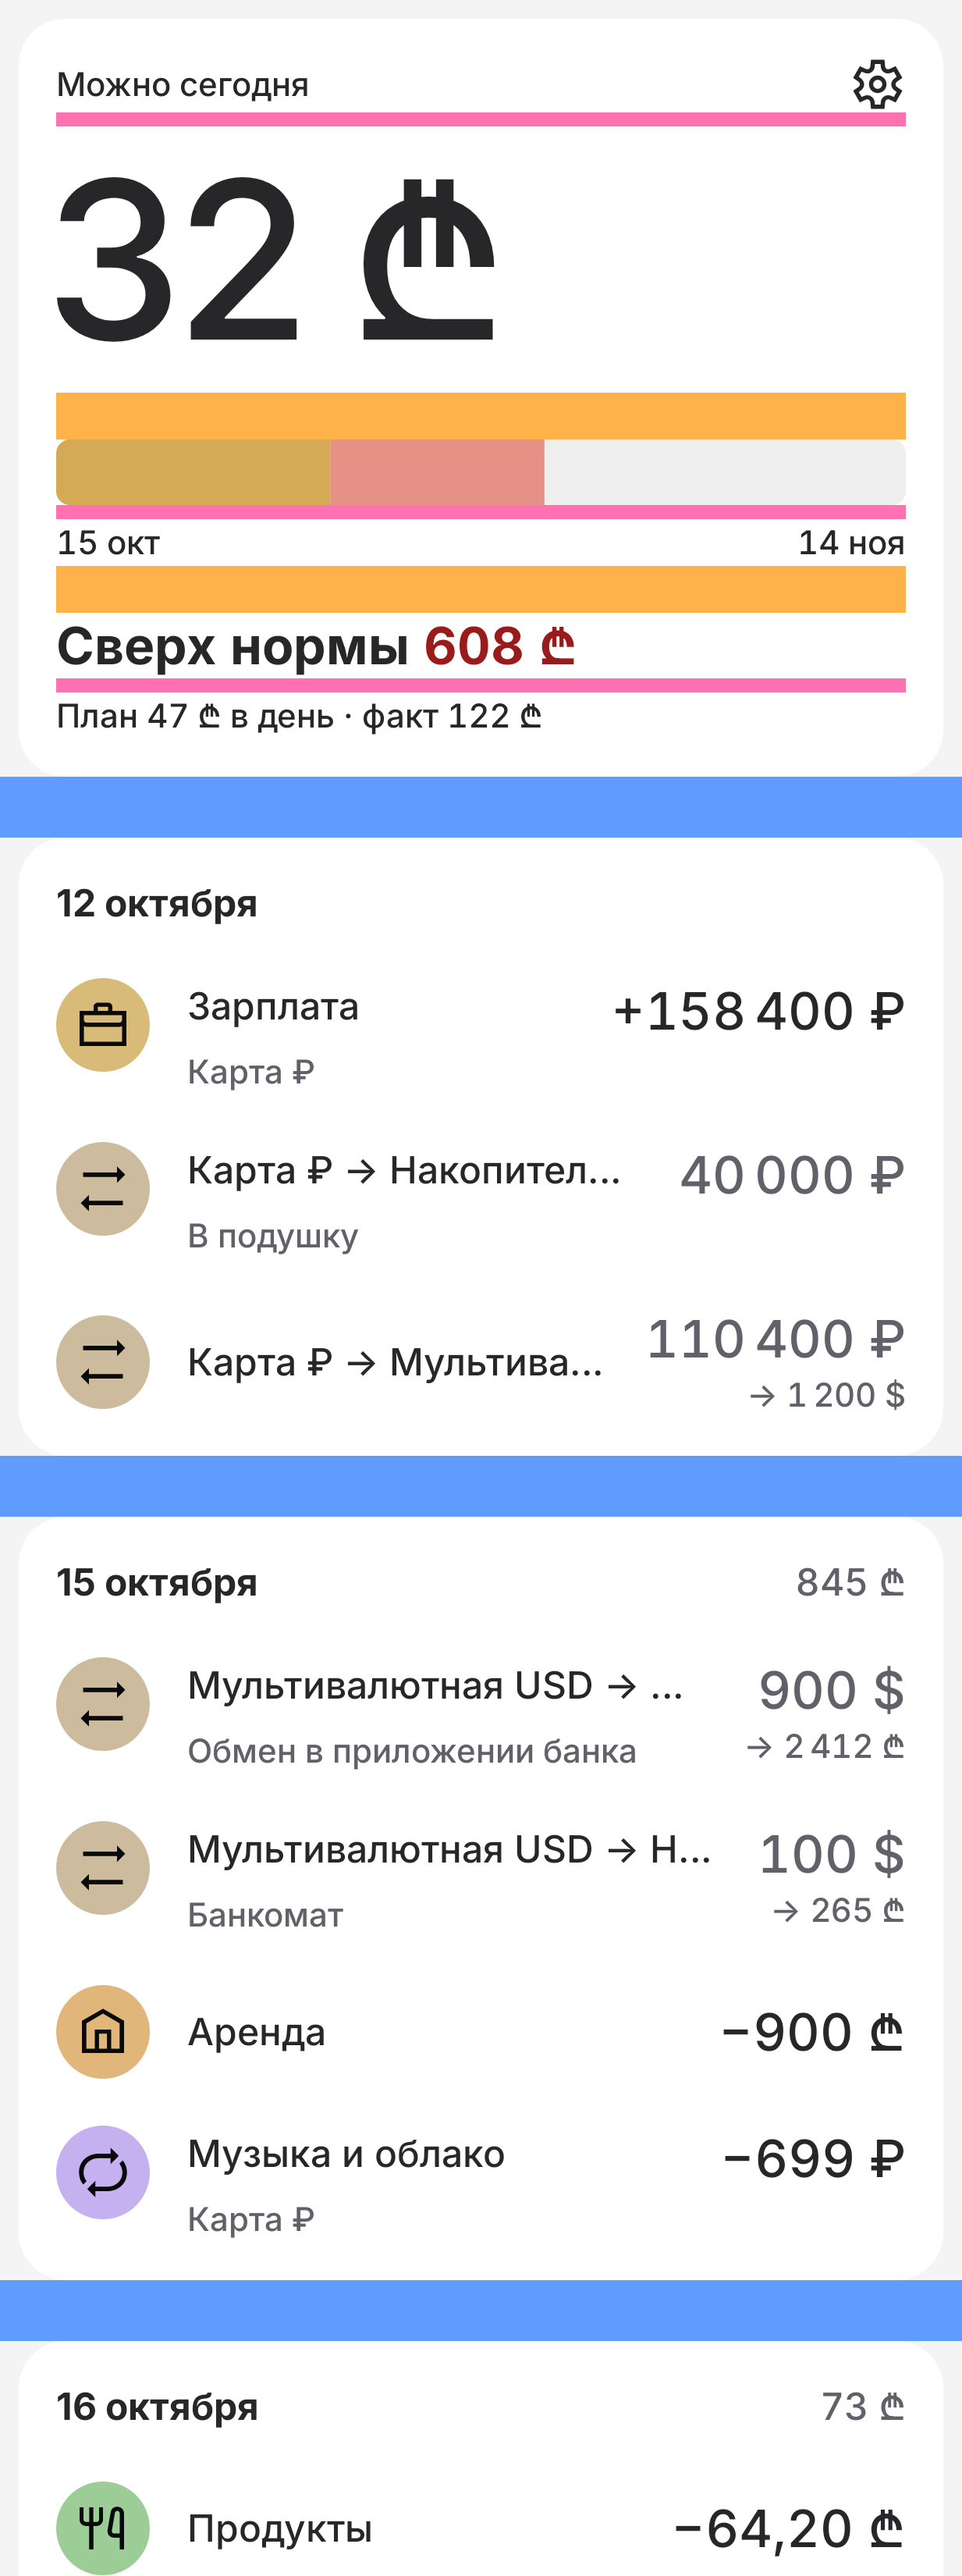 Можно сегодня
32 ₾
15 окт 14 ноя
Сверх нормы 608 ₾
План 47 ₾ в день · факт 122 ₾
12 октября
Зарплата +158 400 ₽
Карта ₽
Карта ₽ → Накопител... 40 000 ₽
В подушку
110 400 ₽
Карта ₽ → Мультива...
→ 1 200 $
15 октября 845 ₾
Мультивалютная USD → ... 900 $
Обмен в приложении банка → 2 412 ₾
Мультивалютная USD → Н... 100 $
Банкомат → 265 ₾
Аренда −900 ₾
Музыка и облако −699 ₽
Карта ₽
16 октября 73 ₾
Продукты −64,20 ₾